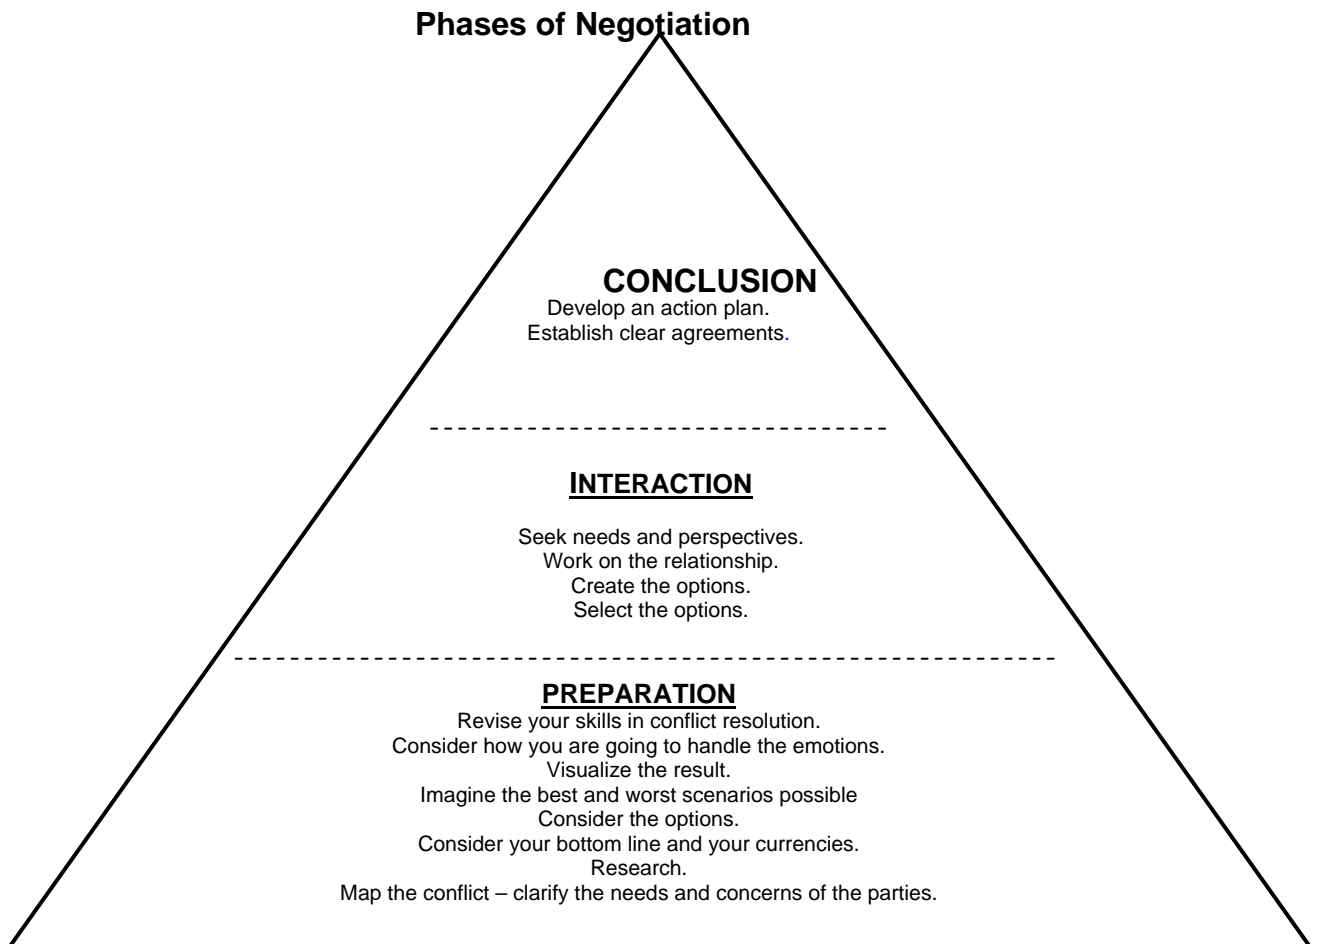 Phases of Negotiation
CONCLUSION
Develop an action plan.
Establish clear agreements.
INTERACTION
Seek needs and perspectives.
Work on the relationship.
Create the options.
Select the options.
PREPARATION
Revise your skills in conflict resolution.
Consider how you are going to handle the emotions.
Visualize the result.
Imagine the best and worst scenarios possible
Consider the options.
Consider your bottom line and your currencies.
Research.
Map the conflict – clarify the needs and concerns of the parties.